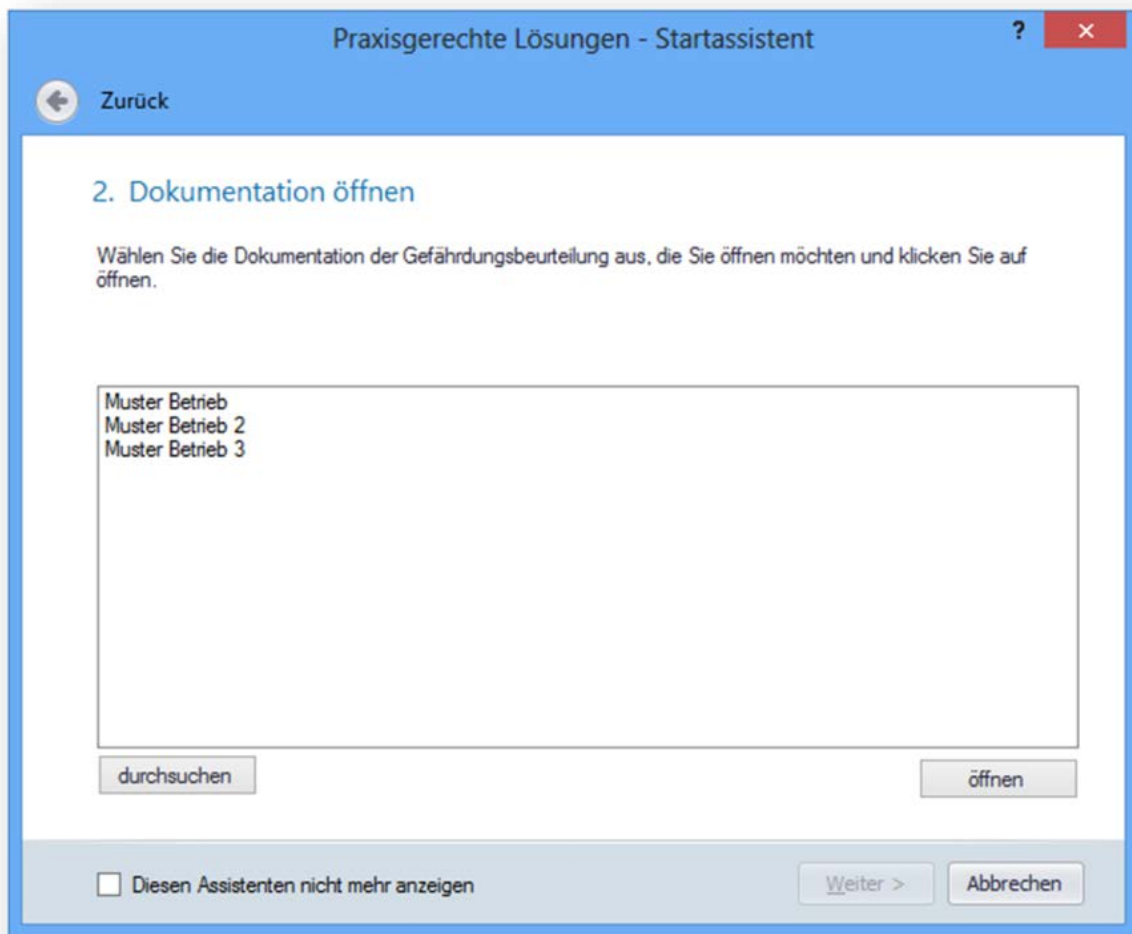 Praxisgerechte Lösungen - Startassistent
?
Zurück
2. Dokumentation öffnen
Wählen Sie die Dokumentation der Gefährdungsbeurteilung aus, die Sie öffnen möchten und klicken Sie auf
öffnen.
Muster Betrieb
Muster Betrieb 2
Muster Betrieb 3
durchsuchen
öffnen
Diesen Assistenten nicht mehr anzeigen
Weiter >
Abbrechen